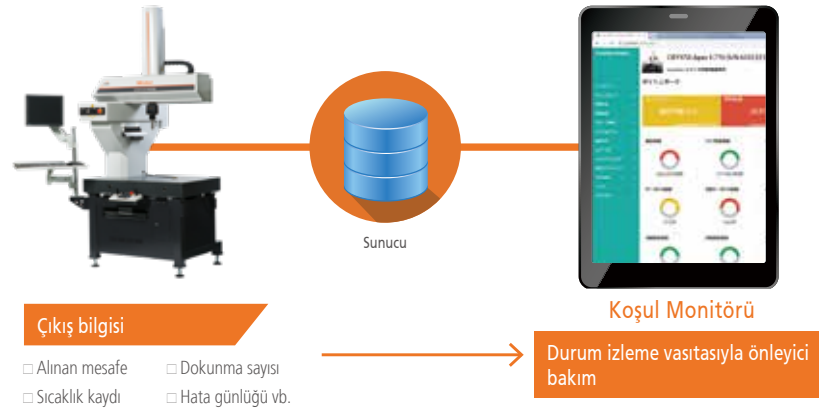 Sunucu
Koşul Monitörü
Çıkış bilgisi
□ Alınan mesafe
□ Dokunma sayısı
□ Sıcaklık kaydı
□ Hata günlüğü vb.
Durum izleme vasıtasıyla önleyici
bakım